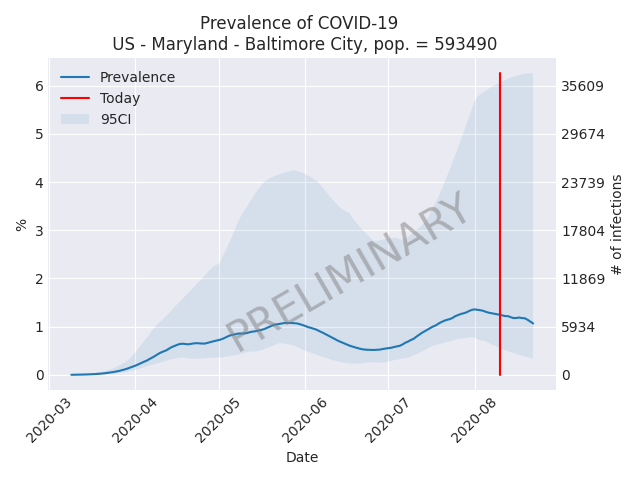 Prevalence of COVID-19
US - Maryland - Baltimore City, pop. = 593490
Prevalence
Today
95CI
PRELIMINARY
%
6
5
4
3
2
1
0
35609
29674
23739
17804
11869
5934
0
# of infections
2020-03
2020-04
2020-05
2020-06
2020-07
2020-08
Date